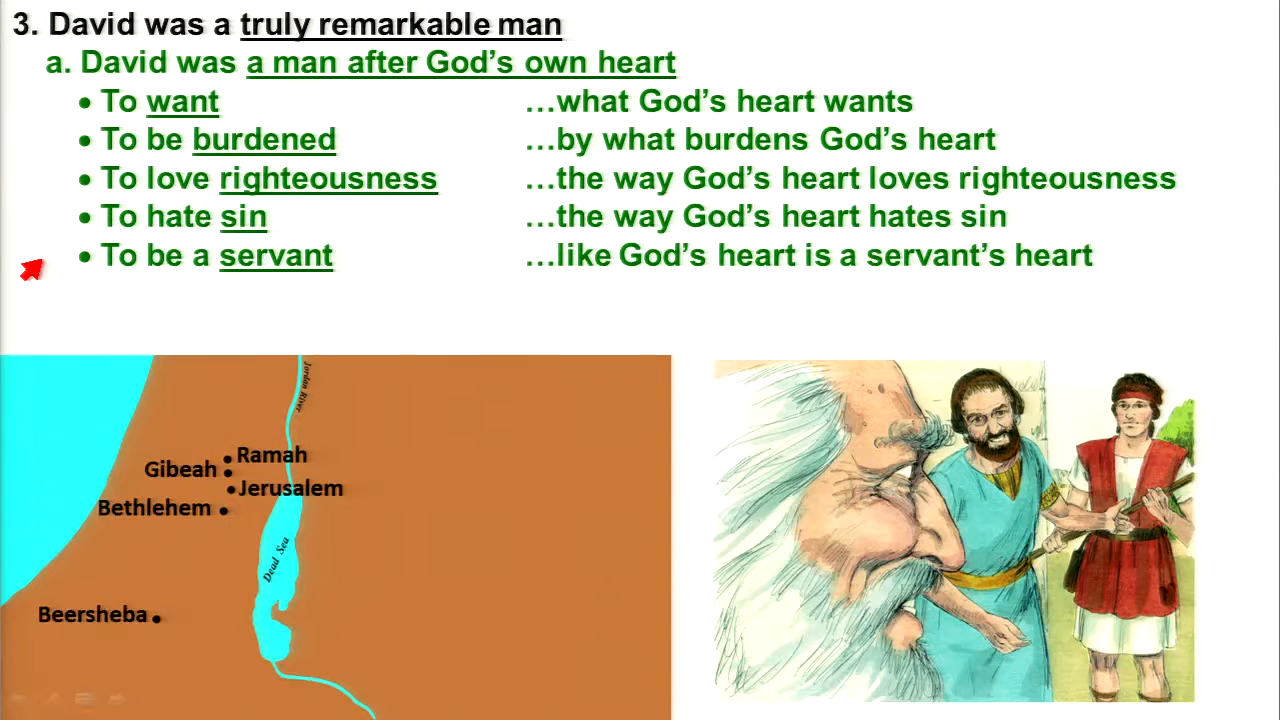 3. David was a truly remarkable man
a. David was a man after God's own heart
• To want …what God's heart wants
• To be burdened …by what burdens God's heart
• To love righteousness …the way God's heart loves righteousness
• To hate sin …the way God's heart hates sin
• To be a servant …like God's heart is a servant's heart
Jordan River
Ramah
Gibeah
Jerusalem
Bethlehem
Dead Sea
Beersheba